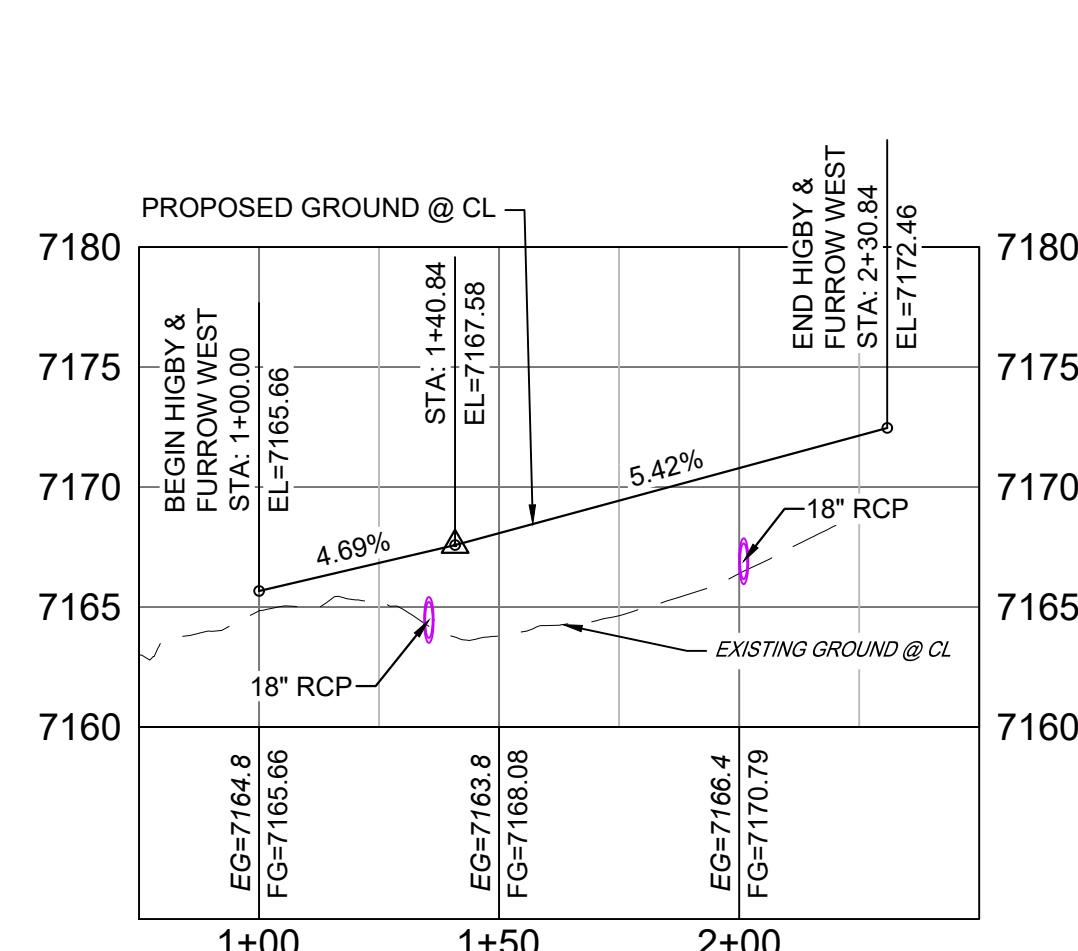 PROPOSED GROUND @ CL
END HIGBY &
FURROW WEST
STA: 2+30.84
EL=7172.46
7180
7180
BEGIN HIGBY &
FURROW WEST
STA: 1+00.00
EL=7165.66
STA: 1+40.84
EL=7167.58
7175
7175
7170
7170
4.69%
5.42%
18" RCP
7165
7165
EXISTING GROUND @ CL
18" RCP
7160
7160
EG=7164.8
FG=7165.66
EG=7163.8
FG=7168.08
EG=7166.4
FG=7170.79
1+00
1+50
2+00